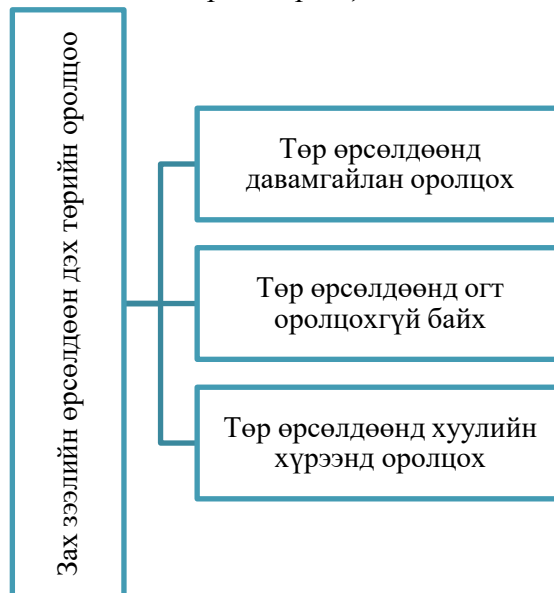 Зах зээлийн өрсөлдөөн дэх төрийн оролцоо
Төр өрсөлдөөнд
давамгайлан оролцох
Төр өрсөлдөөнд огт
оролцохгүй байх
Төр өрсөлдөөнд хуулийн
хүрээнд оролцох